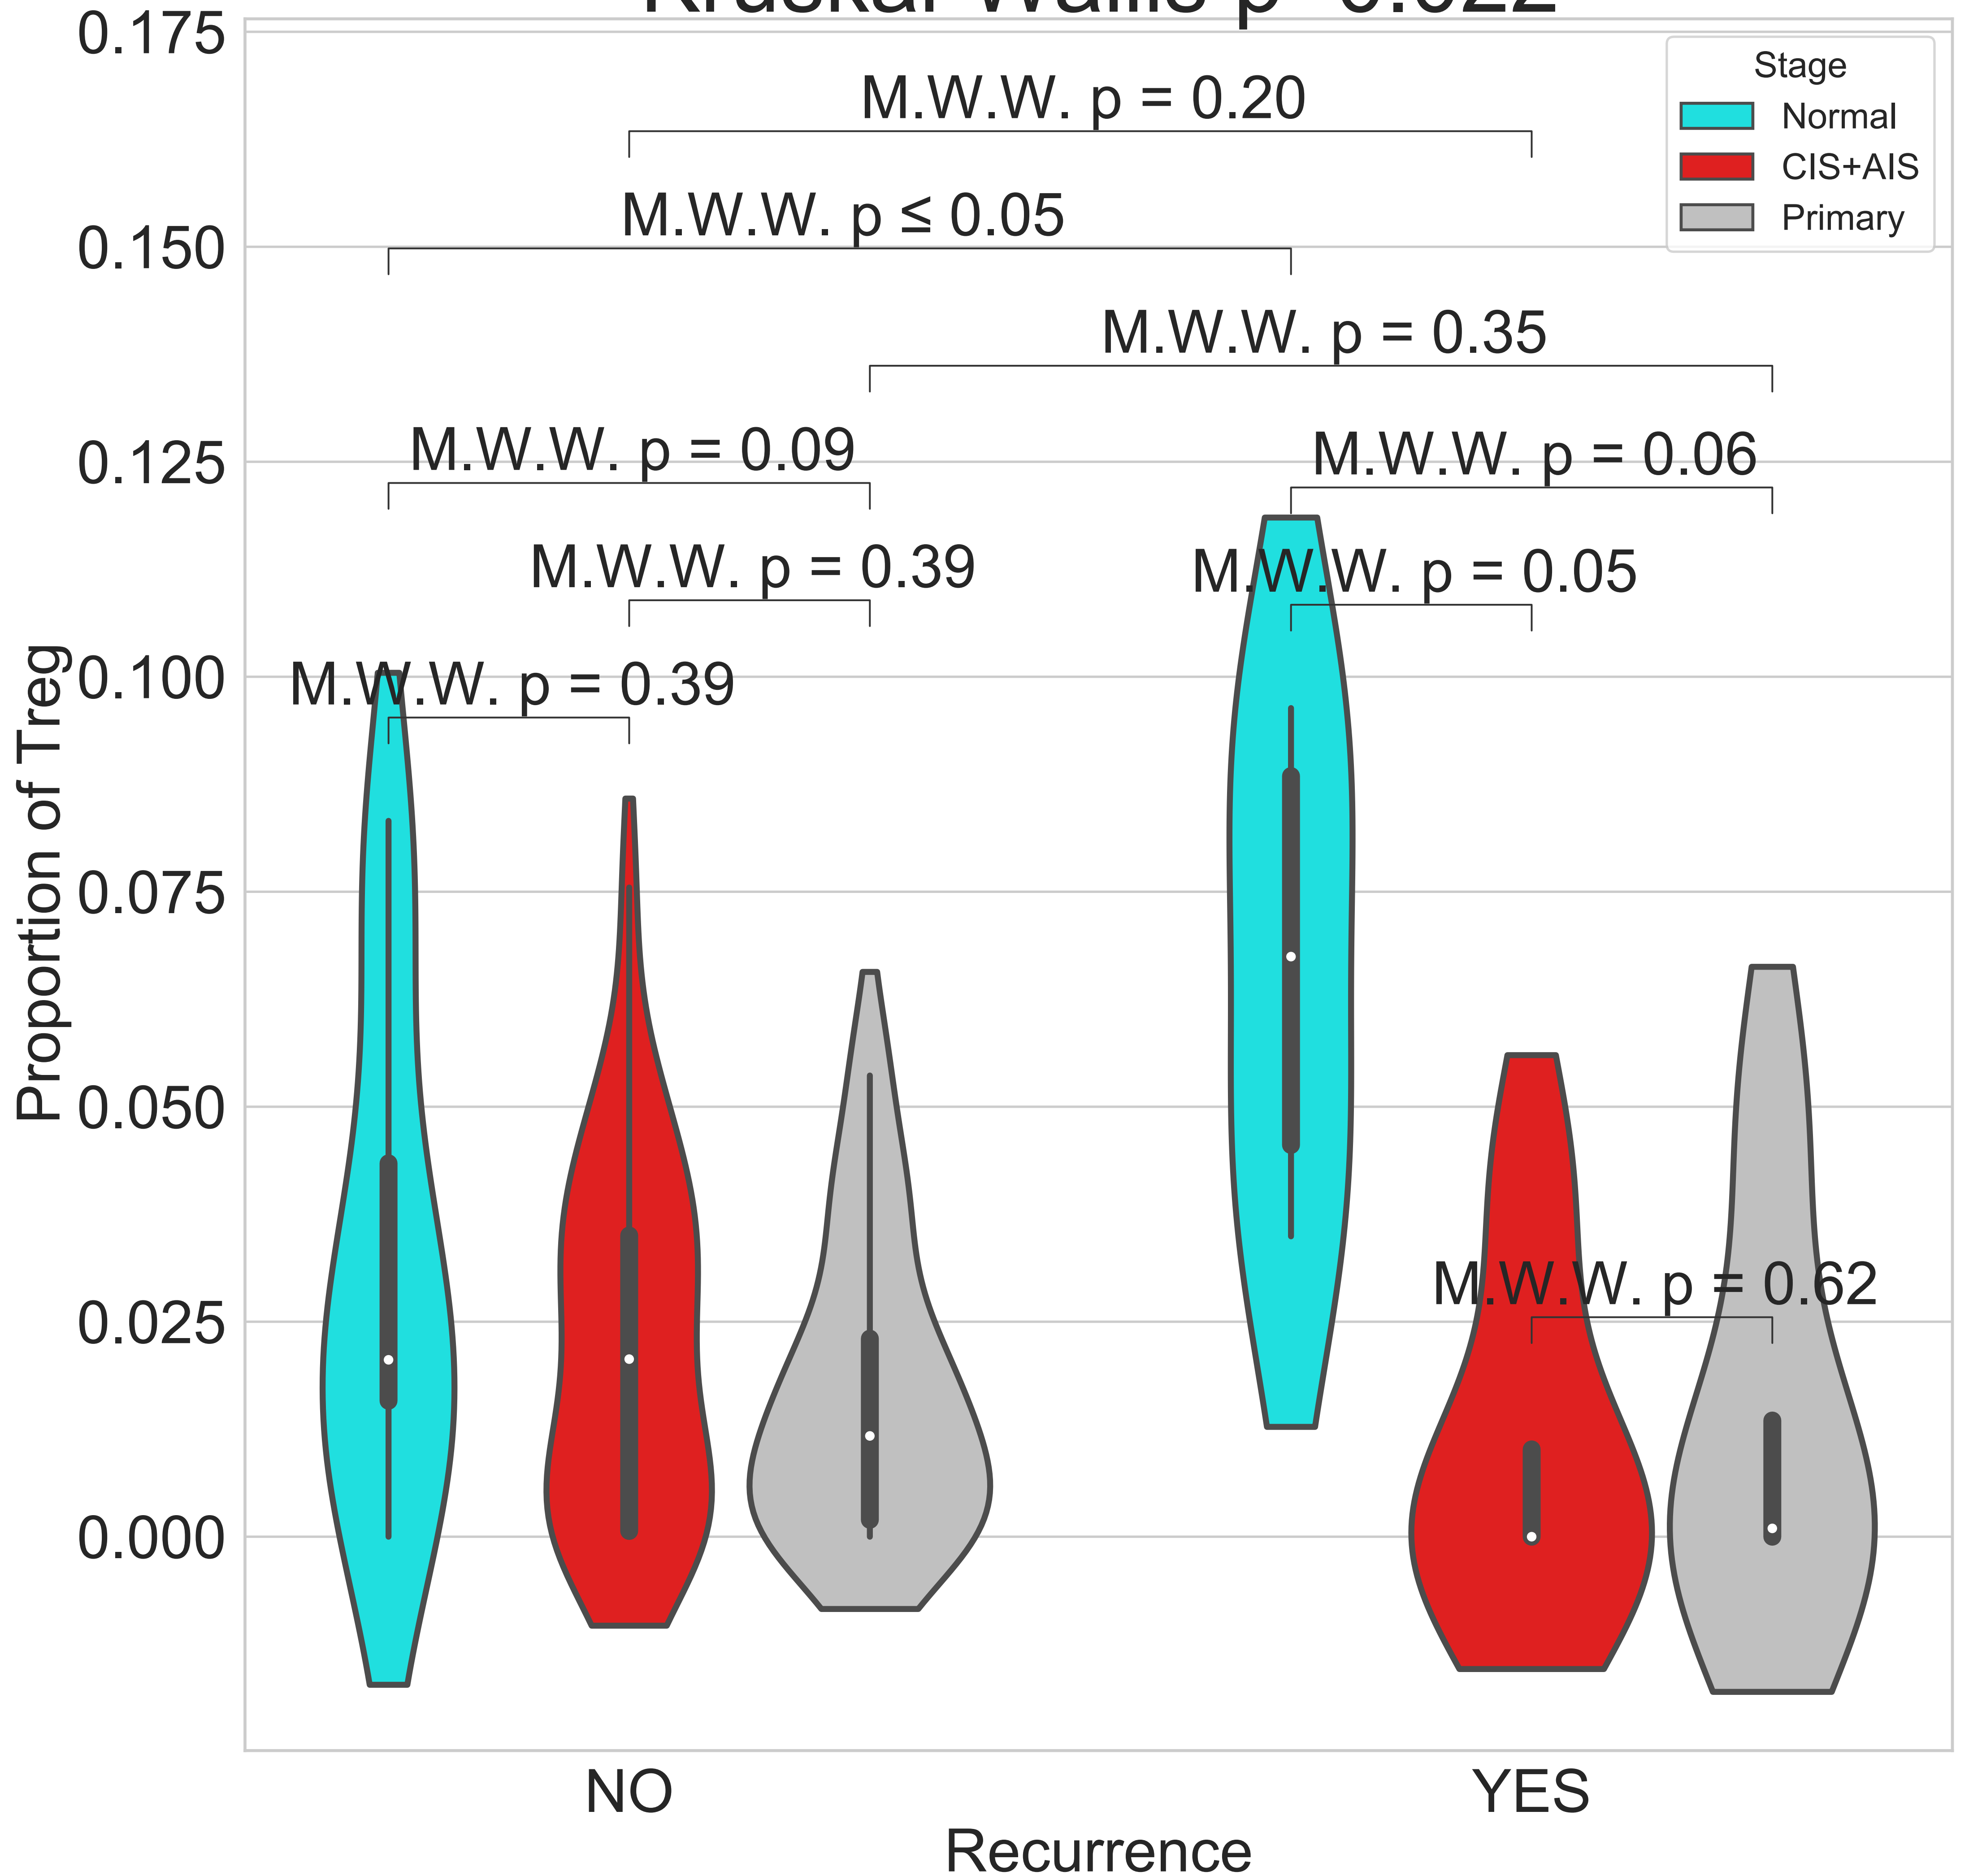 0.175
0.150
0.125
0.100
0.075
0.050
0.025
0.000
Proportion of Treg
M.W.W. p = 0.20
M.W.W. p ≤ 0.05
M.W.W. p = 0.35
M.W.W. p = 0.09
M.W.W. p = 0.06
M.W.W. p = 0.39
M.W.W. p = 0.05
M.W.W. p = 0.39
M.W.W. p = 0.62
Stage
Normal
CIS+AIS
Primary
NO
YES
Recurrence